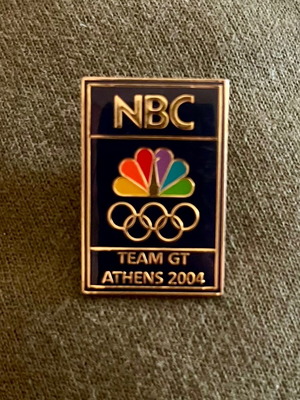 NBC
TEAM GT
ATHENS 2004